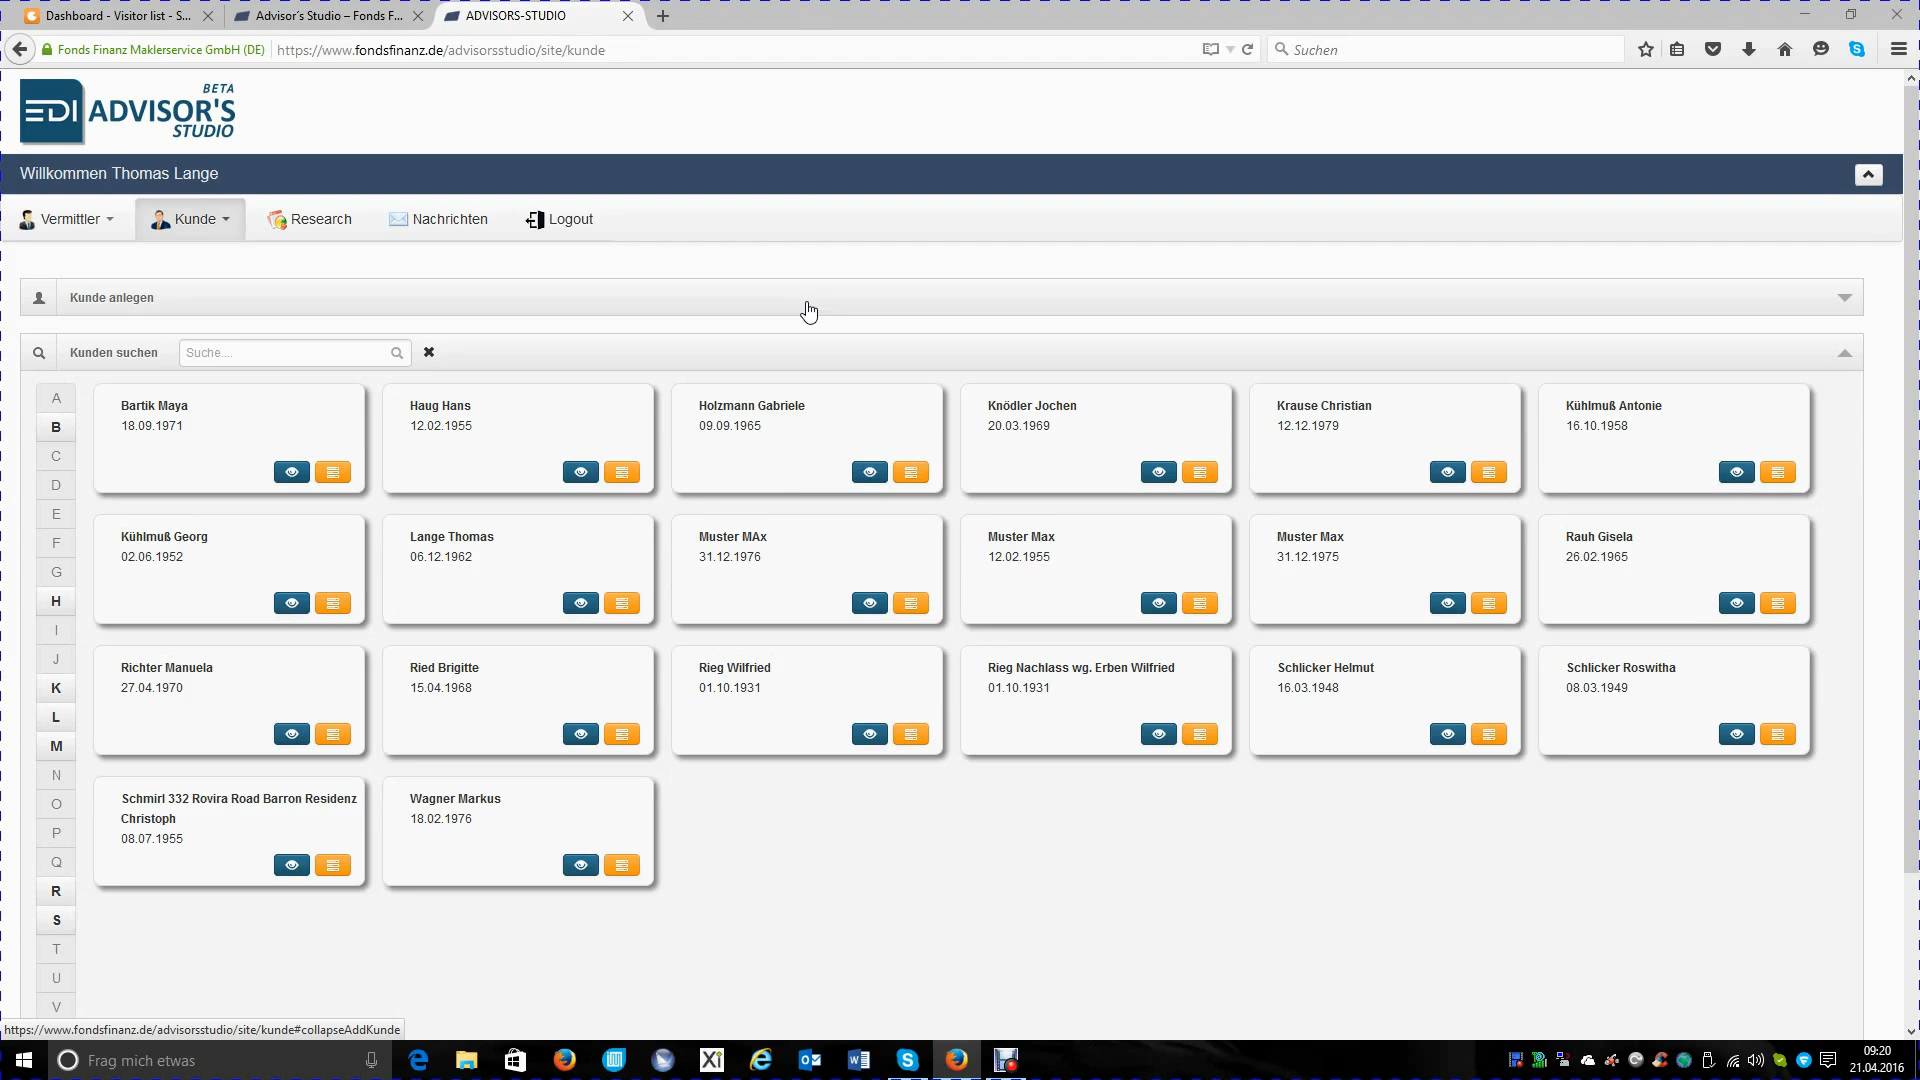 Dashboard - Visitor list - S...
Advisor´s Studio – Fonds F...
ADVISORS-STUDIO
Fonds Finanz Maklerservice GmbH (DE)
https://www.fondsfinanz.de/advisorsstudio/site/kunde
Suchen
EDI ADVISOR'S STUDIO BETA
Willkommen Thomas Lange
Vermittler
Kunde
Research
Nachrichten
Logout
Kunde anlegen
Kunden suchen
Suche....
A
B
C
D
E
F
G
H
I
J
K
L
M
N
O
P
Q
R
S
T
U
V
Bartik Maya
18.09.1971
Haug Hans
12.02.1955
Holzmann Gabriele
09.09.1965
Knödler Jochen
20.03.1969
Krause Christian
12.12.1979
Kühlmuß Antonie
16.10.1958
Kühlmuß Georg
02.06.1952
Lange Thomas
06.12.1962
Muster MAx
31.12.1976
Muster Max
12.02.1955
Muster Max
31.12.1975
Rauh Gisela
26.02.1965
Richter Manuela
27.04.1970
Ried Brigitte
15.04.1968
Rieg Wilfried
01.10.1931
Rieg Nachlass wg. Erben Wilfried
01.10.1931
Schlicker Helmut
16.03.1948
Schlicker Roswitha
08.03.1949
Schmirl 332 Rovira Road Barron Residenz
Christoph
08.07.1955
Wagner Markus
18.02.1976
https://www.fondsfinanz.de/advisorsstudio/site/kunde#collapseAddKunde
Frag mich etwas
Xi
09:20
21.04.2016